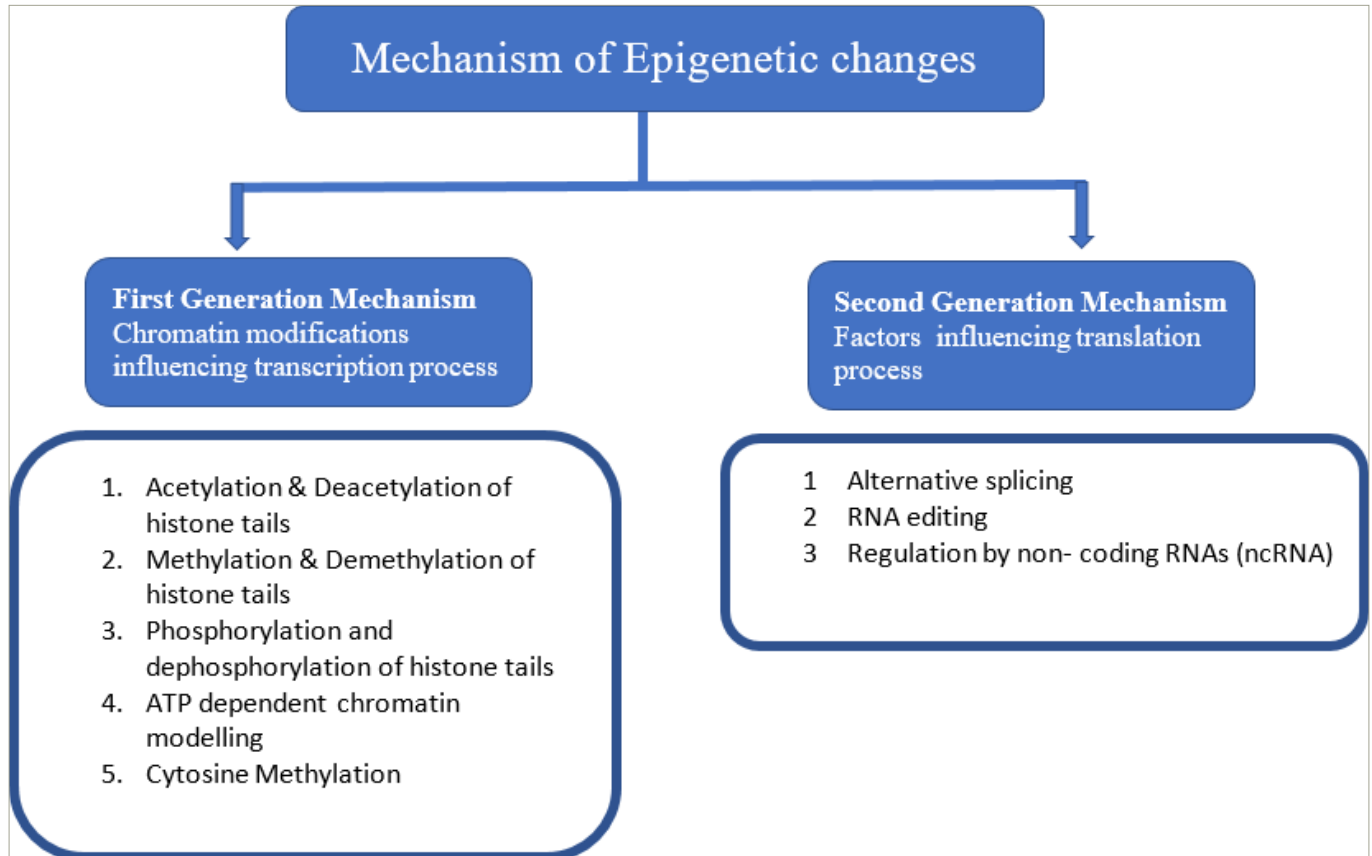 Mechanism of Epigenetic changes
First Generation Mechanism
Chromatin modifications
influencing transcription process
Second Generation Mechanism
Factors influencing translation
process
1. Acetylation & Deacetylation of
histone tails
2. Methylation & Demethylation of
histone tails
3. Phosphorylation and
dephosphorylation of histone tails
4. ATP dependent chromatin
modelling
5. Cytosine Methylation
1 Alternative splicing
2 RNA editing
3 Regulation by non- coding RNAs (ncRNA)